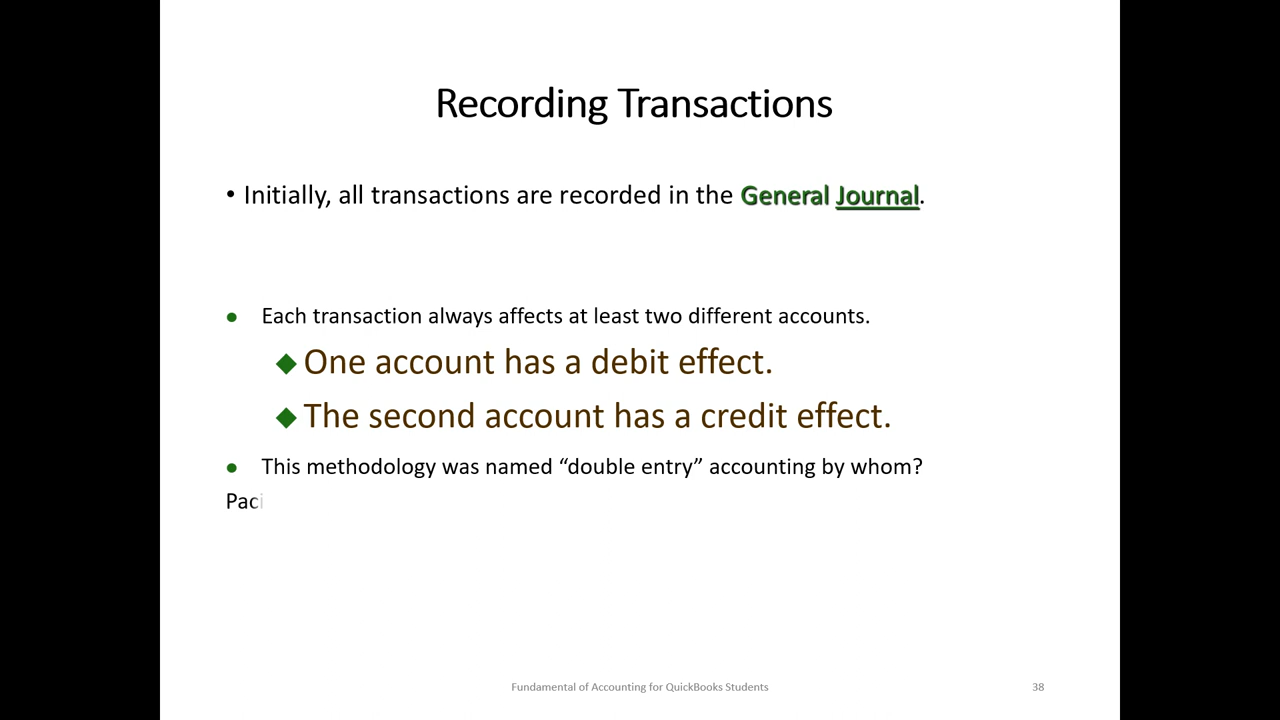 Recording Transactions
• Initially, all transactions are recorded in the General Journal.
● Each transaction always affects at least two different accounts.
◆ One account has a debit effect.
◆ The second account has a credit effect.
● This methodology was named “double entry” accounting by whom?
Paci
Fundamental of Accounting for QuickBooks Students
38